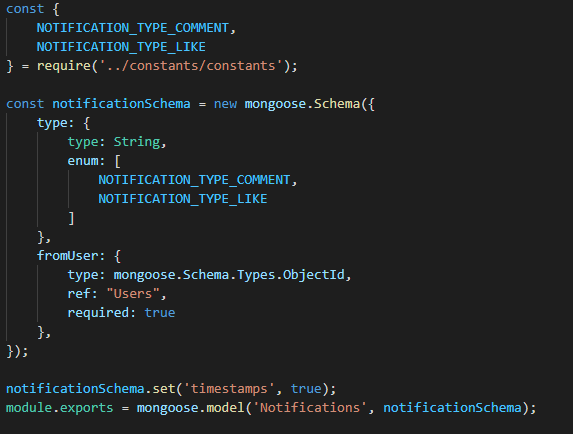 const {
    NOTIFICATION_TYPE_COMMENT,
    NOTIFICATION_TYPE_LIKE
} = require('../constants/constants');
const notificationSchema = new mongoose.Schema({
    type: {
        type: String,
        enum: [
            NOTIFICATION_TYPE_COMMENT,
            NOTIFICATION_TYPE_LIKE
        ]
    },
    fromUser: {
        type: mongoose.Schema.Types.ObjectId,
        ref: "Users",
        required: true
    },
});
notificationSchema.set('timestamps', true);
module.exports = mongoose.model('Notifications', notificationSchema);